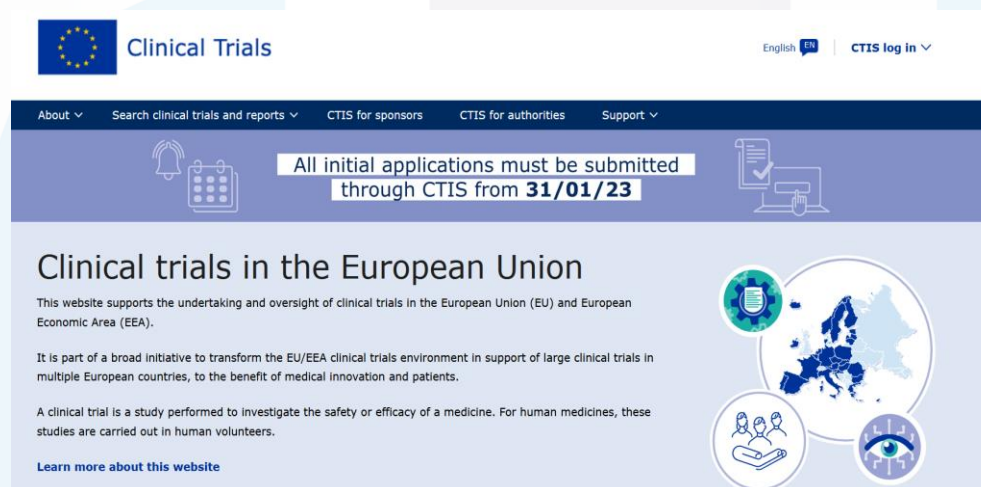 Clinical Trials
English EN
CTIS log in
About
Search clinical trials and reports
CTIS for sponsors
CTIS for authorities
Support
All initial applications must be submitted
through CTIS from 31/01/23
Clinical trials in the European Union
This website supports the undertaking and oversight of clinical trials in the European Union (EU) and European
Economic Area (EEA).
It is part of a broad initiative to transform the EU/EEA clinical trials environment in support of large clinical trials in
multiple European countries, to the benefit of medical innovation and patients.
A clinical trial is a study performed to investigate the safety or efficacy of a medicine. For human medicines, these
studies are carried out in human volunteers.
Learn more about this website